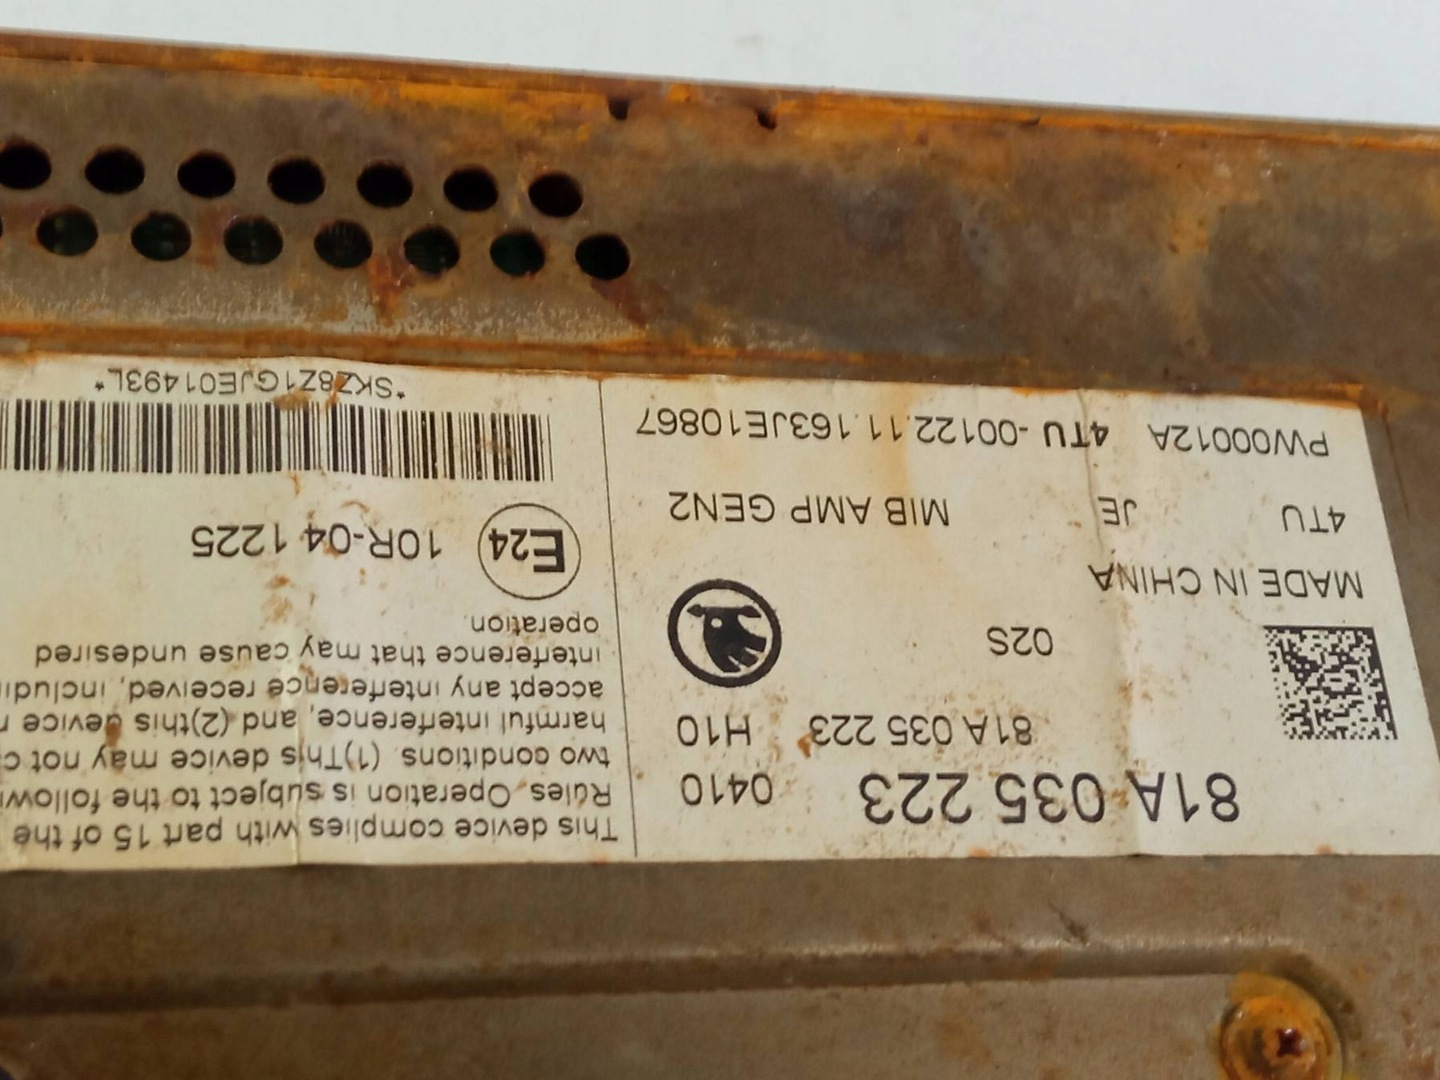 81A 035 223 0410
81A 035 223 H10
02S
MADE IN CHINA
4TU JE MIB AMP GEN2
PW00012A 4TU-00122.11.163JE10867
This device complies with part 15 of the
Rules. Operation is subject to the
two conditions. (1)This device may not
harmful interference, and (2)this device
accept any interference received,
interference that may cause undesired
operation.
E24 10R-04 1225
*SKZ8Z1GJE01493L*